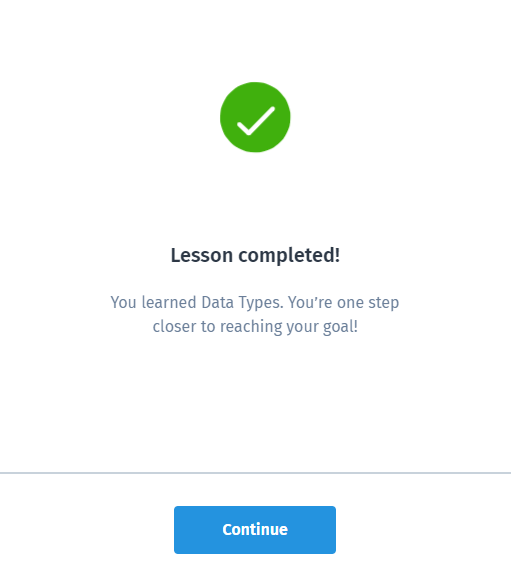 Lesson completed!
You learned Data Types. You’re one step
closer to reaching your goal!
Continue